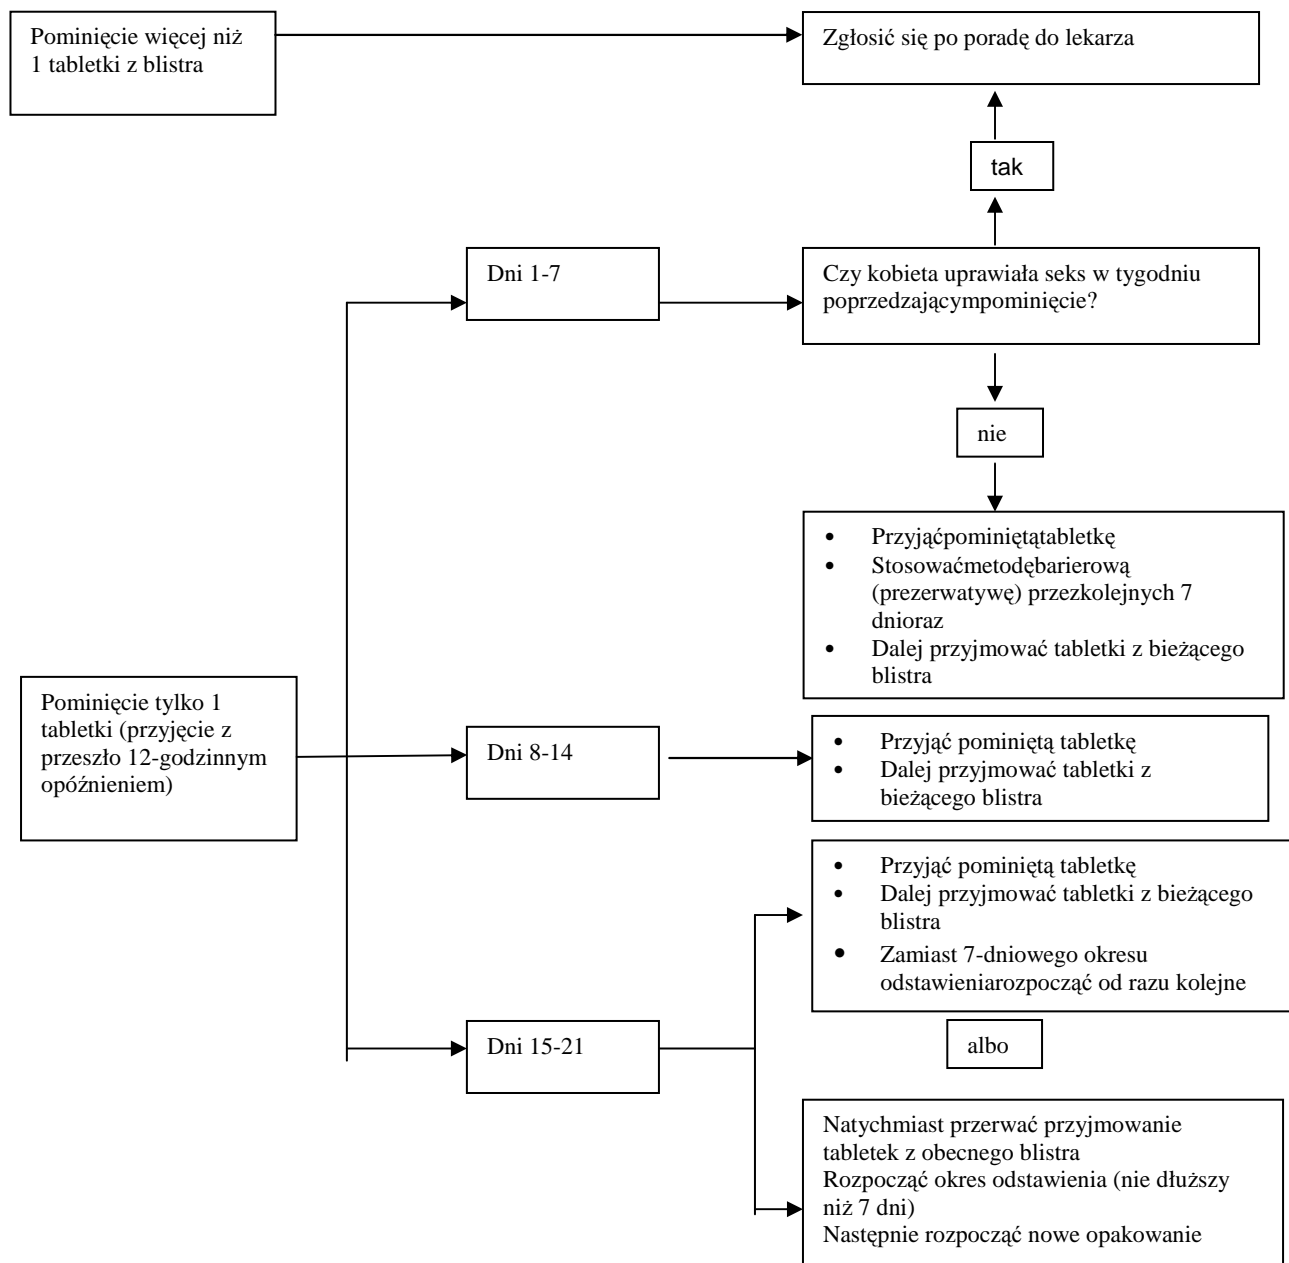 Pominięcie więcej niż
1 tabletki z blistra
Zgłosić się po poradę do lekarza
tak
Dni 1-7
Czy kobieta uprawiała seks w tygodniu
poprzedzającympominięcie?
nie
• Przyjąćpominiętątabletkę
• Stosowaćmetodębarierową
(prezerwatywę) przezkolejnych 7
dnioraz
• Dalej przyjmować tabletki z bieżącego
blistra
Pominięcie tylko 1
tabletki (przyjęcie z
przeszło 12-godzinnym
opóźnieniem)
Dni 8-14
• Przyjąć pominiętą tabletkę
• Dalej przyjmować tabletki z
bieżącego blistra
• Przyjąć pominiętą tabletkę
• Dalej przyjmować tabletki z bieżącego
blistra
• Zamiast 7-dniowego okresu
odstawieniarozpocząć od razu kolejne
Dni 15-21
albo
Natychmiast przerwać przyjmowanie
tabletek z obecnego blistra
Rozpocząć okres odstawienia (nie dłuższy
niż 7 dni)
Następnie rozpocząć nowe opakowanie